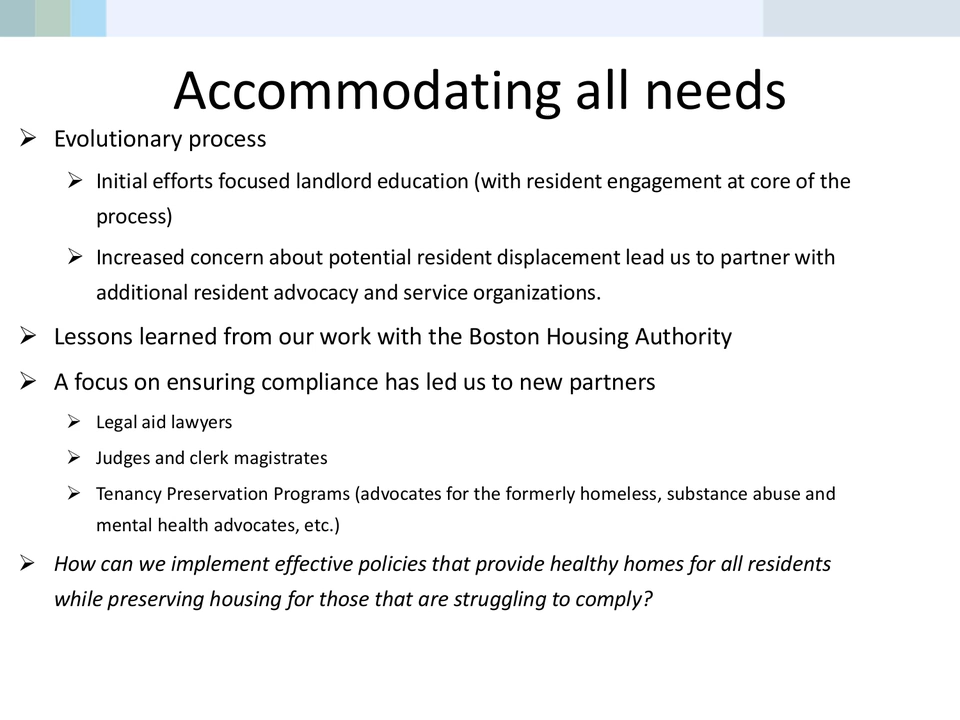 Accommodating all needs
➢ Evolutionary process
➢ Initial efforts focused landlord education (with resident engagement at core of the
process)
➢ Increased concern about potential resident displacement lead us to partner with
additional resident advocacy and service organizations.
➢ Lessons learned from our work with the Boston Housing Authority
➢ A focus on ensuring compliance has led us to new partners
➢ Legal aid lawyers
➢ Judges and clerk magistrates
➢ Tenancy Preservation Programs (advocates for the formerly homeless, substance abuse and
mental health advocates, etc.)
➢ How can we implement effective policies that provide healthy homes for all residents
while preserving housing for those that are struggling to comply?